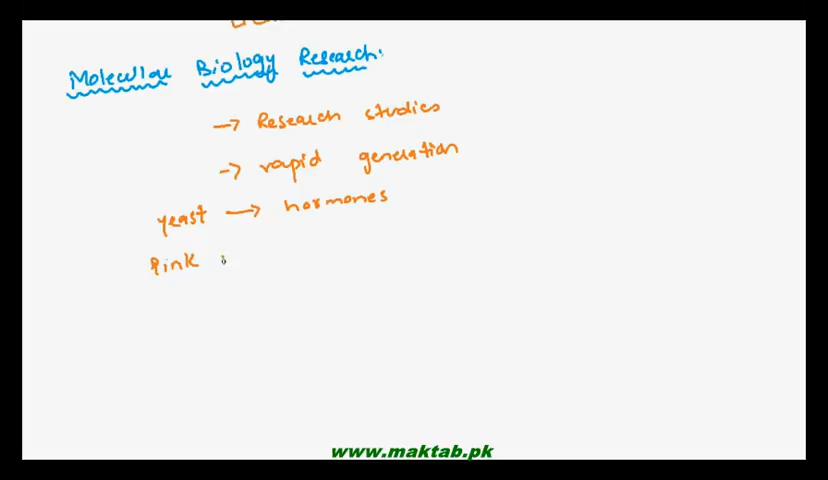 Molecular Biology Research:
→ Research studies
→ rapid generation
yeast → hormones
Pink
www.maktab.pk